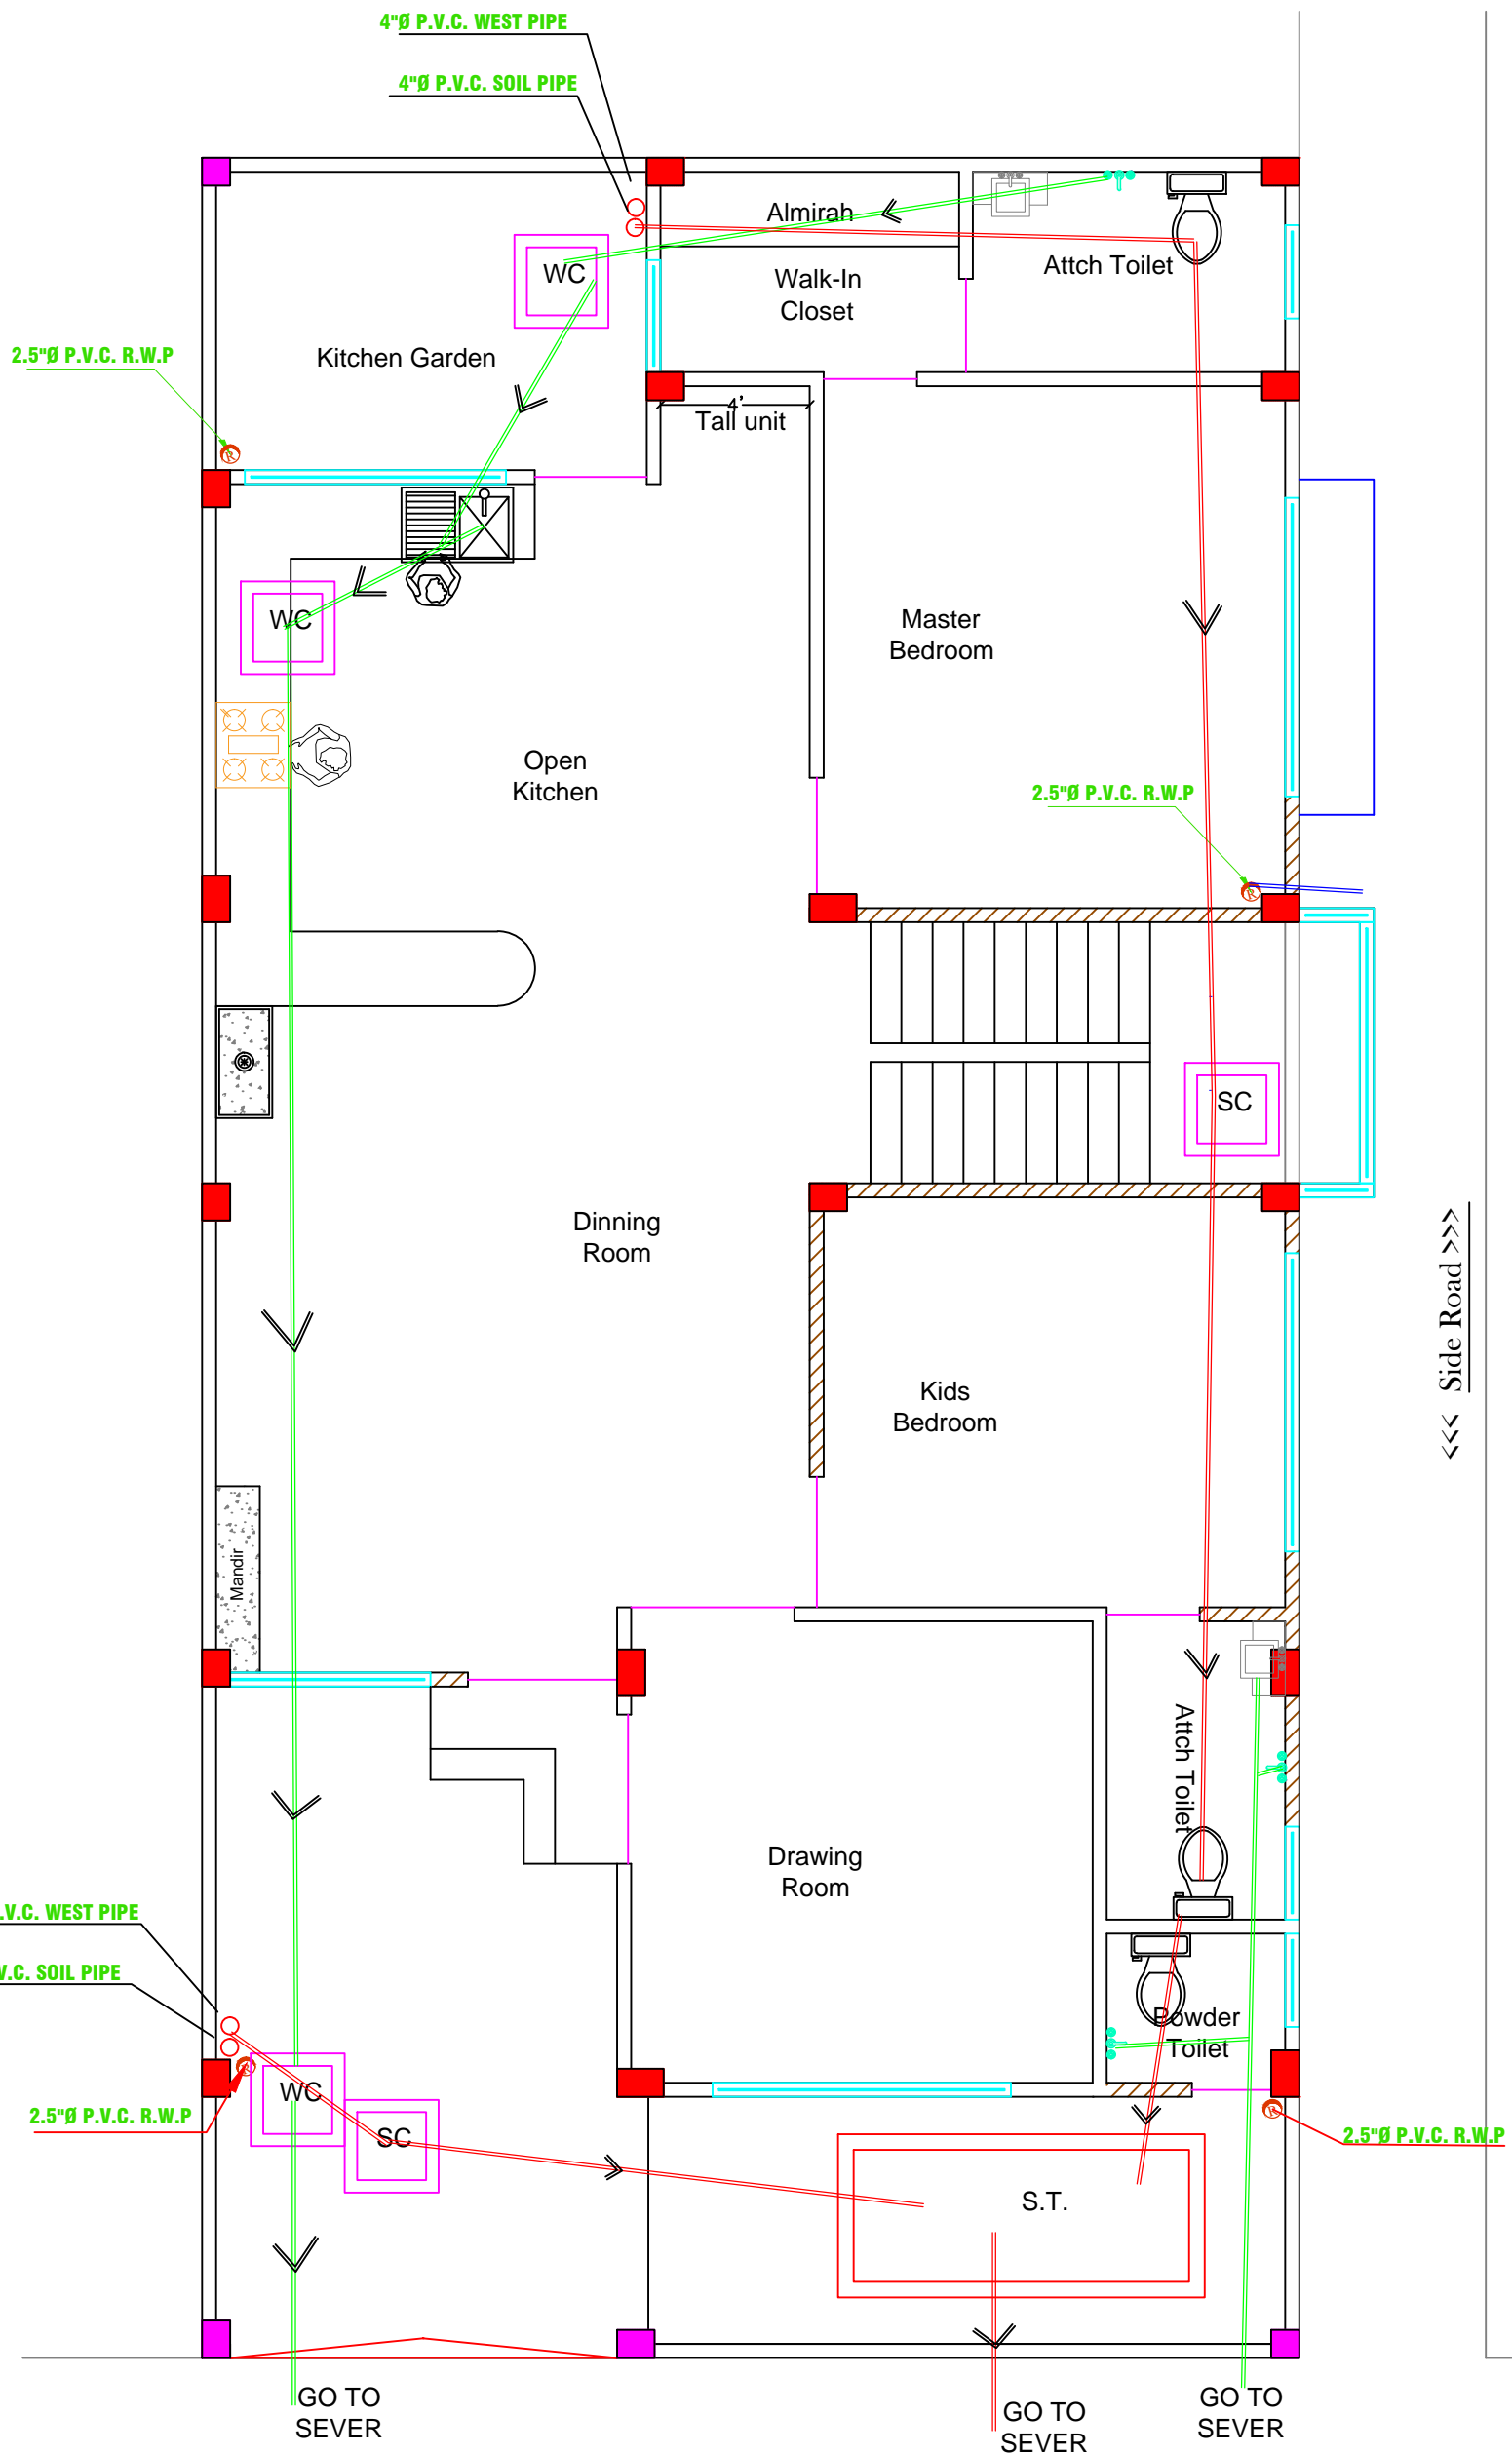 4"Ø P.V.C. WEST PIPE
4"Ø P.V.C. SOIL PIPE
Almirah
WC
Attch Toilet
Walk-In
Closet
2.5"Ø P.V.C. R.W.P
Kitchen Garden
4'
Tall unit
R
WC
Master
Bedroom
Open
Kitchen
2.5"Ø P.V.C. R.W.P
R
SC
Dinning
Room
<<< Side Road >>>
Kids
Bedroom
Mandir
Attch Toilet
Drawing
Room
.V.C. WEST PIPE
V.C. SOIL PIPE
Powder
Toilet
R
WC
2.5"Ø P.V.C. R.W.P
SC
R
2.5"Ø P.V.C. R.W.P
S.T.
GO TO
SEVER
GO TO
SEVER
GO TO
SEVER